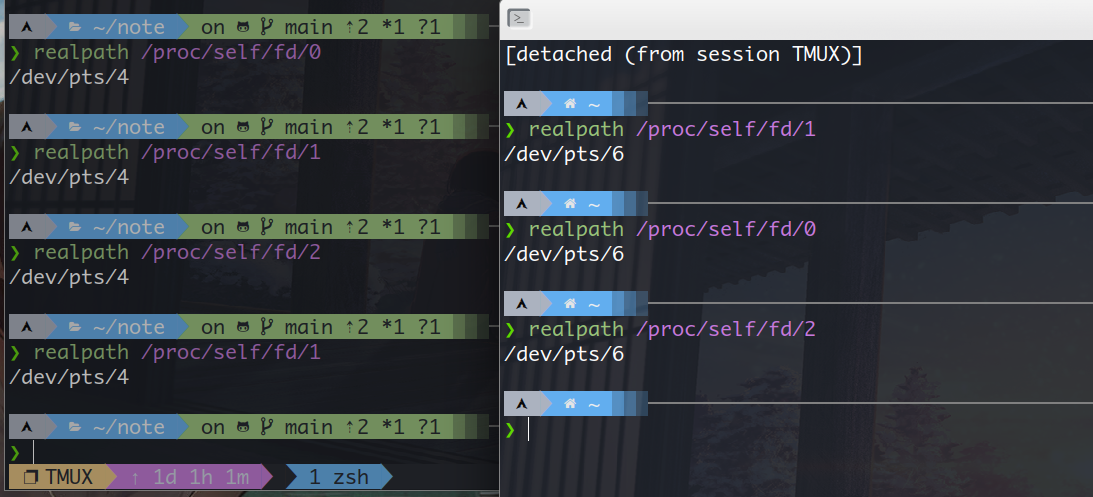 ~/note on main ↑2 *1 ?1
❯ realpath /proc/self/fd/0
/dev/pts/4
~/note on main ↑2 *1 ?1
❯ realpath /proc/self/fd/1
/dev/pts/4
~/note on main ↑2 *1 ?1
❯ realpath /proc/self/fd/2
/dev/pts/4
~/note on main ↑2 *1 ?1
❯ realpath /proc/self/fd/1
/dev/pts/4
~/note on main ↑2 *1 ?1
❯
TMUX ↑ 1d 1h 1m 1 zsh
[detached (from session TMUX)]
~
❯ realpath /proc/self/fd/1
/dev/pts/6
~
❯ realpath /proc/self/fd/0
/dev/pts/6
~
❯ realpath /proc/self/fd/2
/dev/pts/6
~
❯